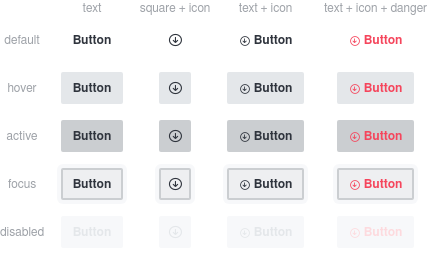 text square + icon text + icon text + icon + danger
default Button Button Button
hover Button Button Button
active Button Button Button
focus Button Button Button
disabled Button Button Button